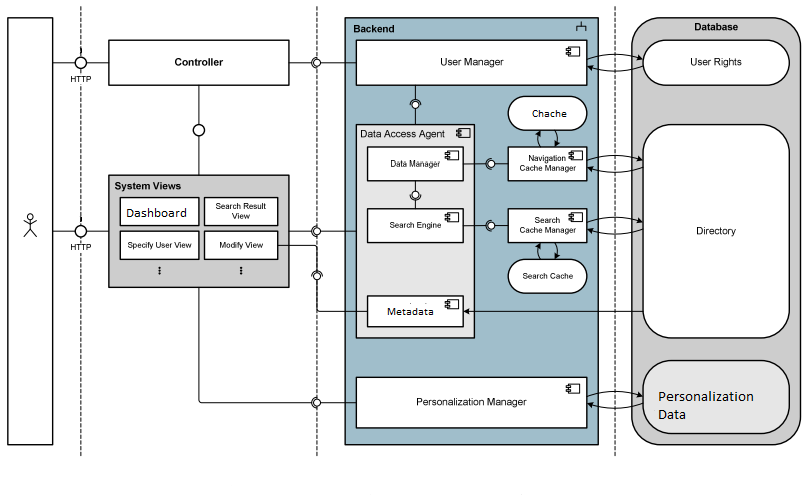 Backend
Database
HTTP
Controller
User Manager
User Rights
Data Access Agent
Chache
Data Manager
Navigation
Cache Manager
System Views
Dashboard
Search Result
View
Specify User View
Modify View
HTTP
Search Engine
Search
Cache Manager
Directory
Search Cache
Metadata
Personalization Manager
Personalization
Data